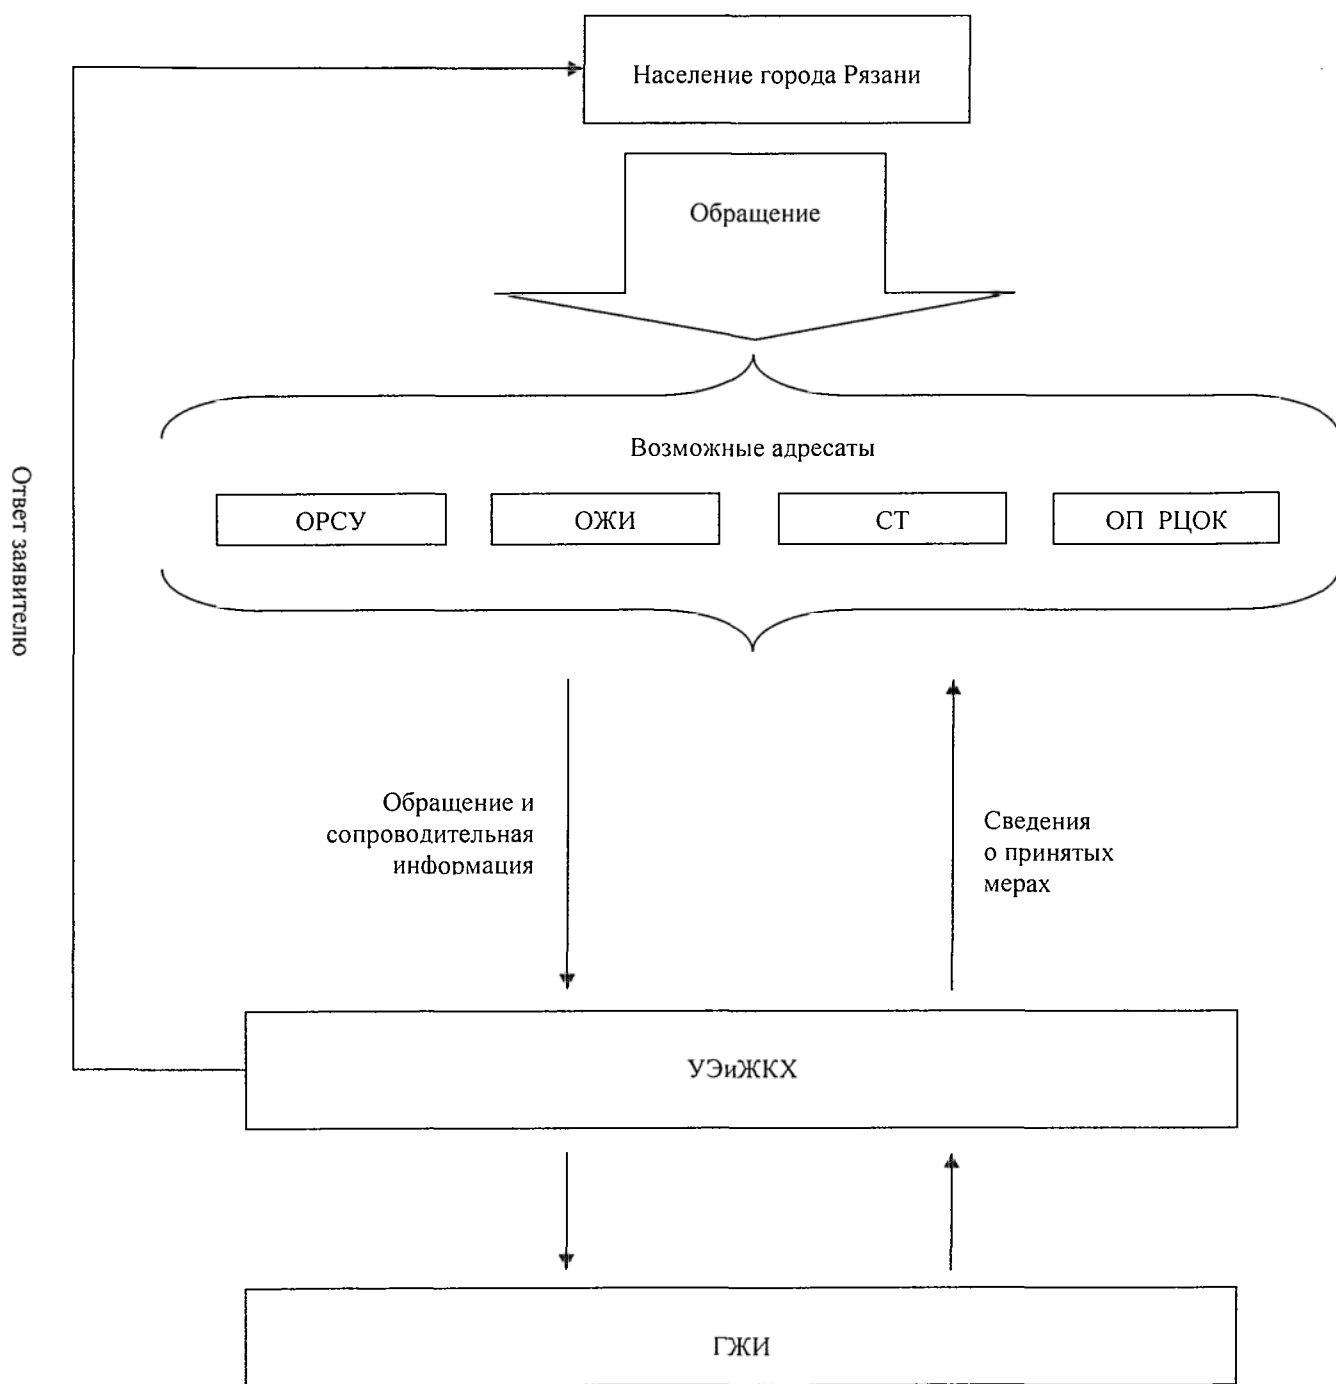 Население города Рязани
Обращение
Возможные адресаты
ОРСУ
ОЖИ
СТ
ОП РЦОК
Ответ заявителю
Обращение и
сопроводительная
информация
Сведения
о принятых
мерах
УЭиЖКХ
ГЖИ